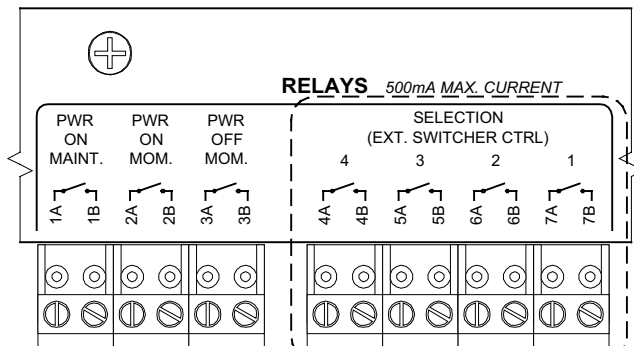 RELAYS 500mA MAX. CURRENT
PWR ON MAINT.
PWR ON MOM.
PWR OFF MOM.
SELECTION
(EXT. SWITCHER CTRL)
4 3 2 1
1A 1B 2A 2B 3A 3B 4A 4B 5A 5B 6A 6B 7A 7B